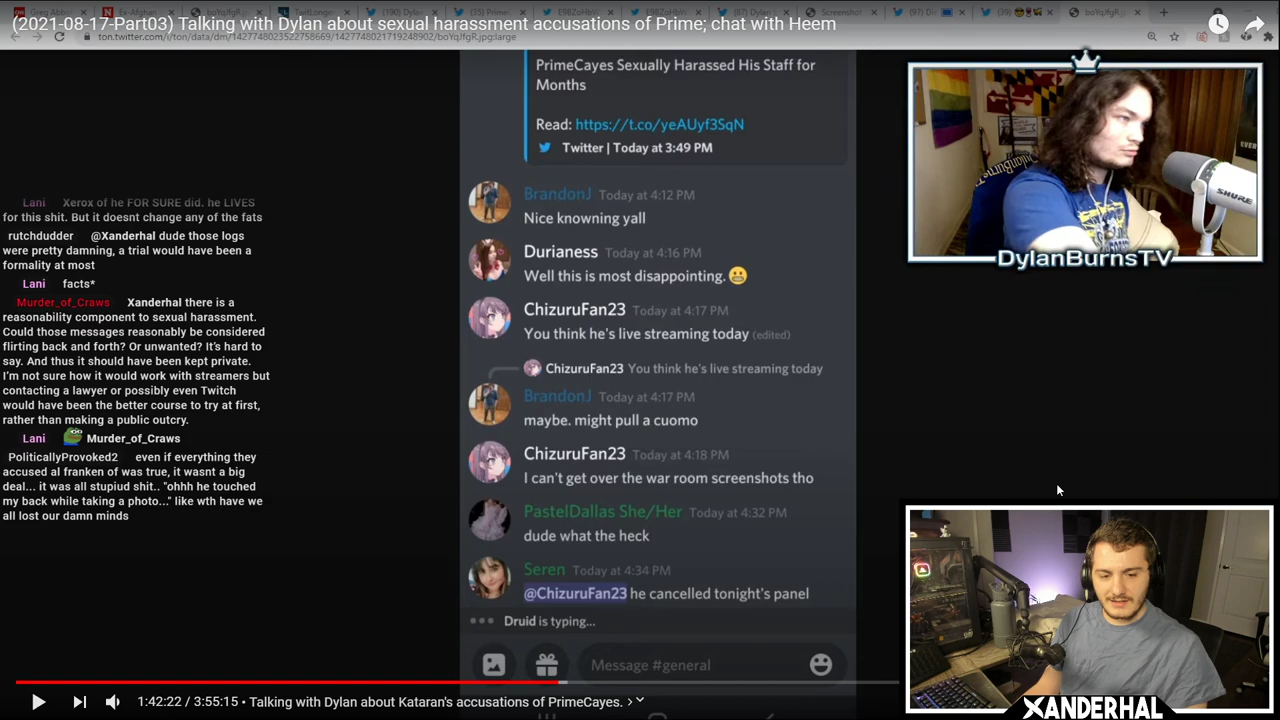 (2021-08-17-Part03) Talking with Dylan about sexual harassment accusations of Prime; chat with Heem
ton.twitter.com/i/ton/data/dm/1427748023522758669/1427748021719248902/boYqJfgR.jpg:large
PrimeCayes Sexually Harassed His Staff for
Months
Read: https://t.co/yeAUyf3SqN
Twitter | Today at 3:49 PM
BrandonJ Today at 4:12 PM
Nice knowning yall
Durianess Today at 4:16 PM
Well this is most disappointing. 😬
ChizuruFan23 Today at 4:17 PM
You think he's live streaming today (edited)
ChizuruFan23 You think he's live streaming today
BrandonJ Today at 4:17 PM
maybe. might pull a cuomo
ChizuruFan23 Today at 4:18 PM
I can't get over the war room screenshots tho
PastelDallas She/Her Today at 4:32 PM
dude what the heck
Seren Today at 4:34 PM
@ChizuruFan23 he cancelled tonight's panel
Druid is typing...
Message #general
Lani Xerox of he FOR SURE did. he LIVES
for this shit. But it doesnt change any of the fats
rutchdudder @Xanderhal dude those logs
were pretty damning, a trial would have been a
formality at most
Lani facts*
Murder_of_Craws Xanderhal there is a
reasonability component to sexual harassment.
Could those messages reasonably be considered
flirting back and forth? Or unwanted? It's hard to
say. And thus it should have been kept private.
I'm not sure how it would work with streamers but
contacting a lawyer or possibly even Twitch
would have been the better course to try at first,
rather than making a public outcry.
Lani Murder_of_Craws
PoliticallyProvoked2 even if everything they
accused al franken of was true, it wasnt a big
deal... it was all stupiud shit.. "ohhh he touched
my back while taking a photo..." like wth have we
all lost our damn minds
SHURE
DylanBurnsTV
XANDERHAL
1:42:22 / 3:55:15 • Talking with Dylan about Kataran's accusations of PrimeCayes.